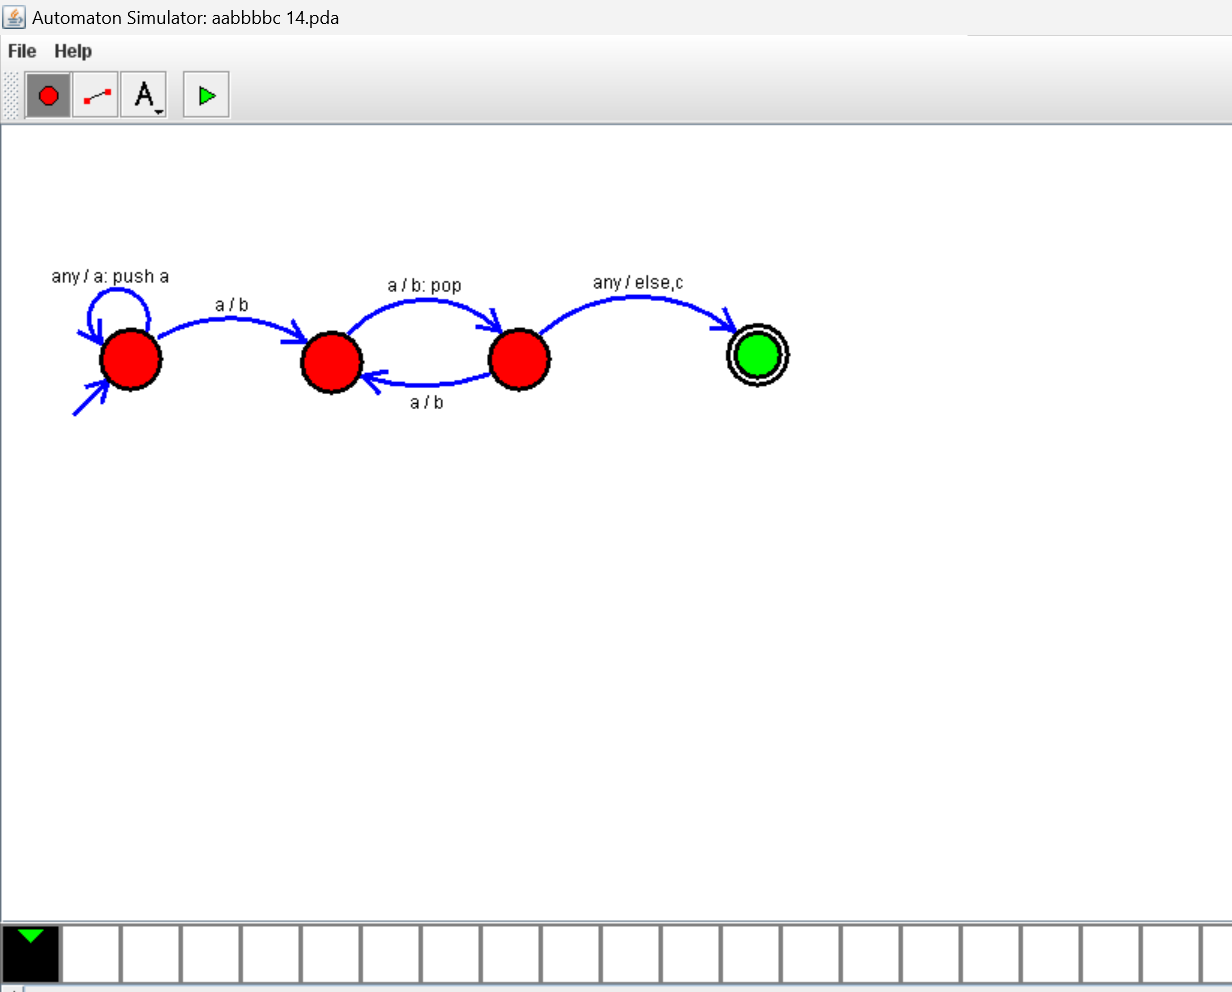 Automaton Simulator: aabbbbc 14.pda
File Help
A
any / a: push a
a / b
a / b: pop
any / else,c
a / b